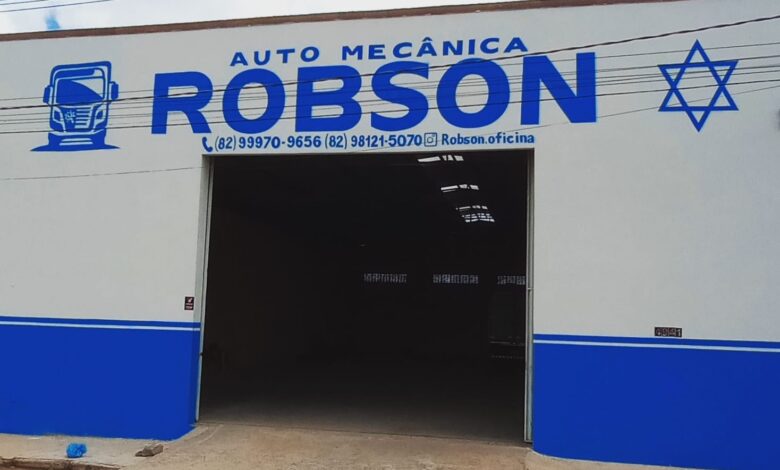 AUTO MECÂNICA
ROBSON
(82) 99970-9656 (82) 98121-5070 Robson.oficina